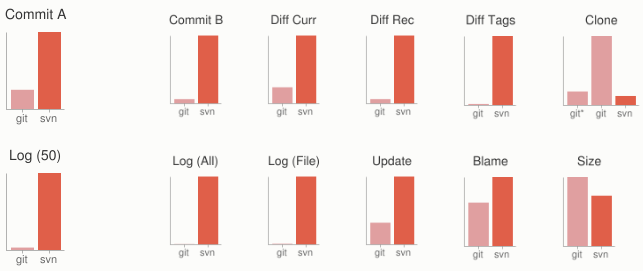 Commit A
Commit B
Diff Curr
Diff Rec
Diff Tags
Clone
git svn
git svn
git svn
git svn
git svn
git* git svn
Log (50)
Log (All)
Log (File)
Update
Blame
Size
git svn
git svn
git svn
git svn
git svn
git svn